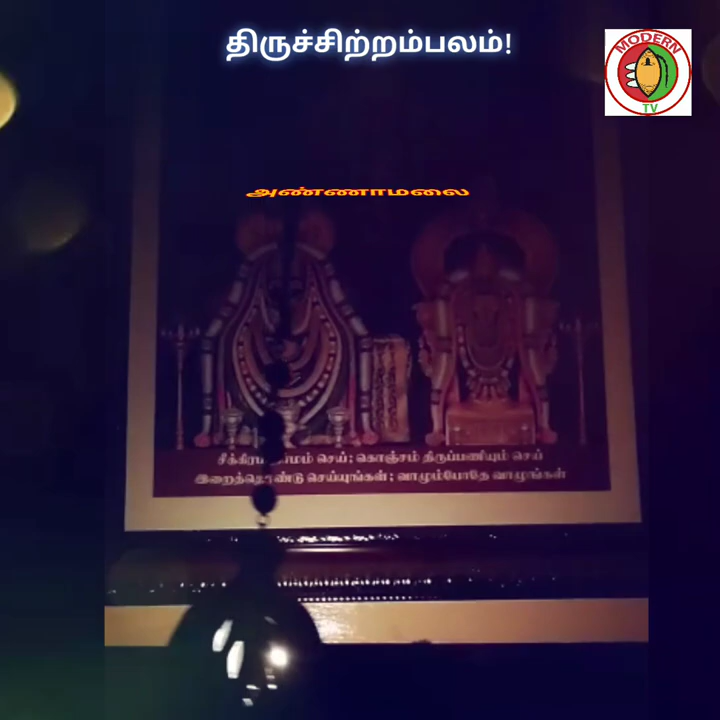 திருச்சிற்றம்பலம்!
MODERN
TV
அண்ணாமலை
செய்; கொஞ்சம் திருப்பணியும் செய்
இறைத்தொண்டு செய்யுங்கள்; வாழும்போதே வாழுங்கள்